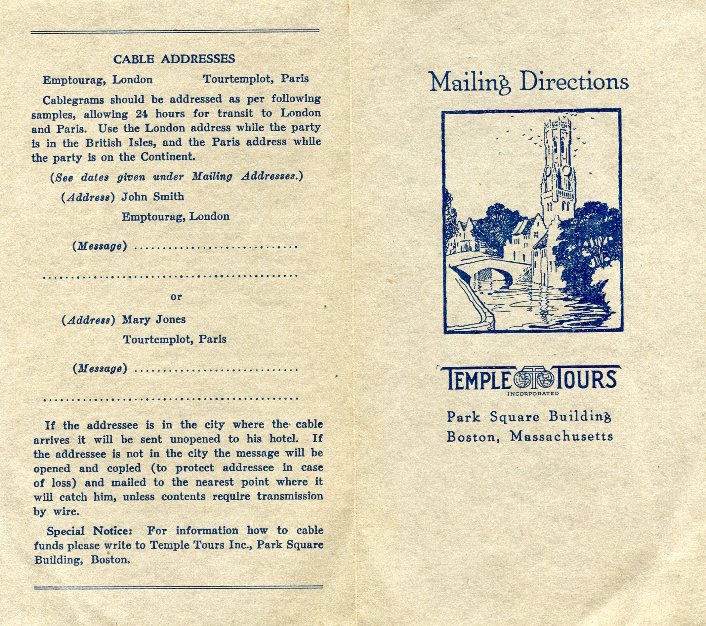 CABLE ADDRESSES
Emptourag, London Tourtemplot, Paris
Cablegrams should be addressed as per following
samples, allowing 24 hours for transit to London
and Paris. Use the London address while the party
is in the British Isles, and the Paris address while
the party is on the Continent.
(See dates given under Mailing Addresses.)
(Address) John Smith
Emptourag, London
(Message) ..............................
................................................
or
(Address) Mary Jones
Tourtemplot, Paris
(Message) ..............................
................................................
If the addressee is in the city where the cable
arrives it will be sent unopened to his hotel. If
the addressee is not in the city the message will be
opened and copied (to protect addressee in case
of loss) and mailed to the nearest point where it
will catch him, unless contents require transmission
by wire.
Special Notice: For information how to cable
funds please write to Temple Tours Inc., Park Square
Building, Boston.
Mailing Directions
TEMPLE TOURS
INCORPORATED
Park Square Building
Boston, Massachusetts